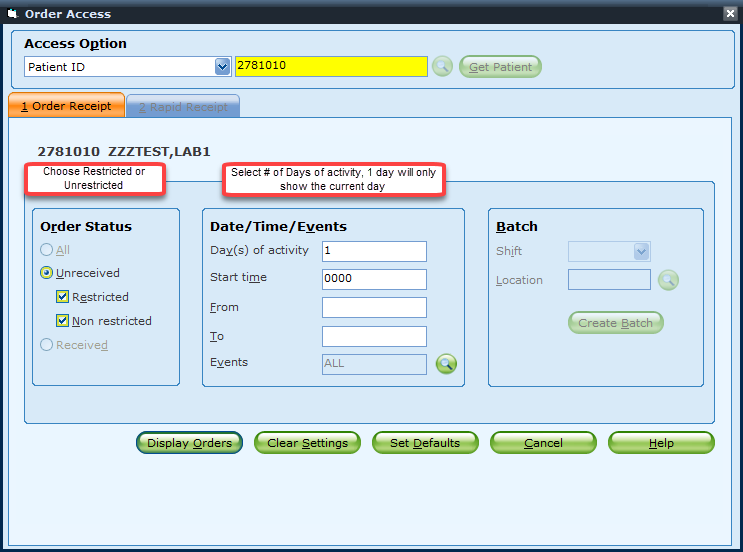 Order Access
Access Option
Patient ID
2781010
Get Patient
1 Order Receipt
2 Rapid Receipt
2781010 ZZZTEST,LAB1
Choose Restricted or
Unrestricted
Select # of Days of activity, 1 day will only
show the current day
Order Status
All
Unreceived
Restricted
Non restricted
Received
Date/Time/Events
Day(s) of activity
1
Start time
0000
From
To
Events
ALL
Batch
Shift
Location
Create Batch
Display Orders
Clear Settings
Set Defaults
Cancel
Help